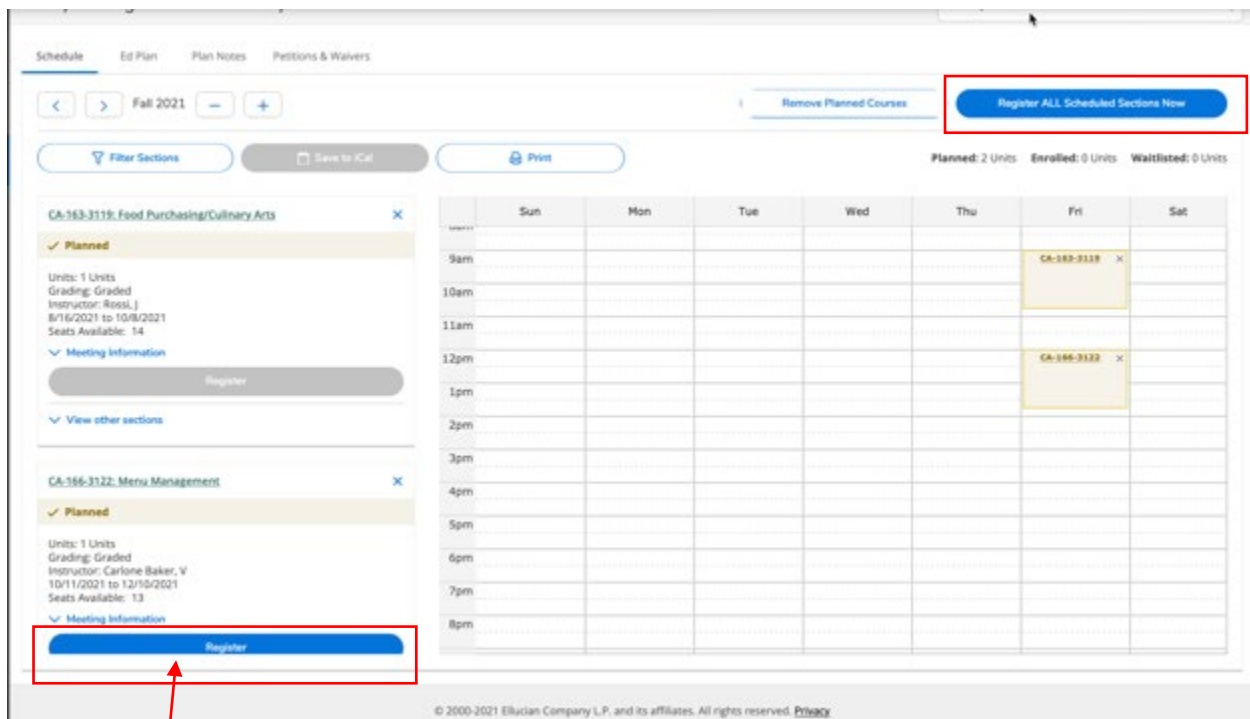 Schedule Ed Plan Plan Notes Petitions & Waivers
Fall 2021
Remove Planned Courses
Register ALL Scheduled Sections Now
Filter Sections
Save to iCal
Print
Planned: 2 Units Enrolled: 0 Units Waitlisted: 0 Units
CA-163-3119: Food Purchasing/Culinary Arts
Planned
Units: 1 Units
Grading: Graded
Instructor: Rossi, J
8/16/2021 to 10/8/2021
Seats Available: 14
Meeting Information
Register
View other sections
CA-166-3122: Menu Management
Planned
Units: 1 Units
Grading: Graded
Instructor: Carlone Baker, V
10/11/2021 to 12/10/2021
Seats Available: 13
Meeting Information
Register
Sun Mon Tue Wed Thu Fri Sat
9am
CA-163-3119
10am
11am
12pm
CA-166-3122
1pm
2pm
3pm
4pm
5pm
6pm
7pm
8pm
© 2000-2021 Ellucian Company L.P. and its affiliates. All rights reserved. Privacy